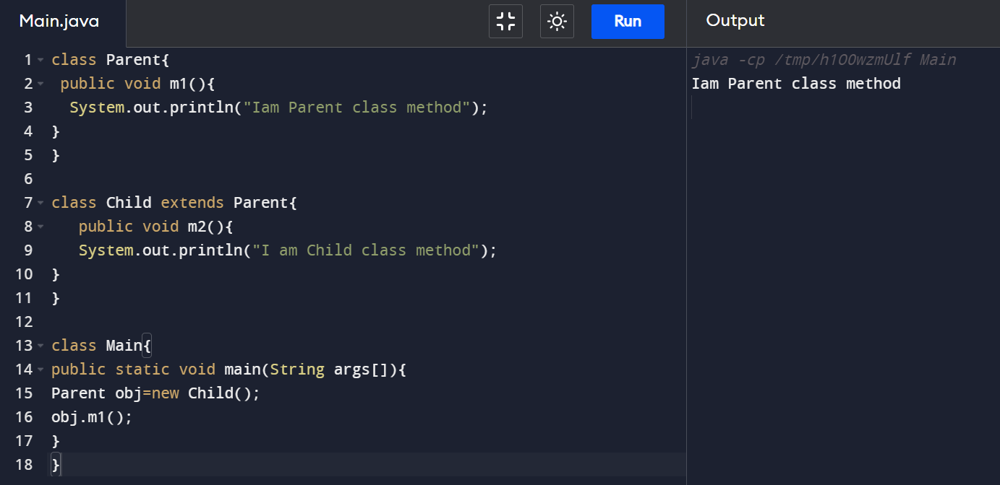 Main.java
Run
Output
1 class Parent{
2 public void m1(){
3 System.out.println("Iam Parent class method");
4 }
5 }
6
7 class Child extends Parent{
8 public void m2(){
9 System.out.println("I am Child class method");
10 }
11 }
12
13 class Main{
14 public static void main(String args[]){
15 Parent obj=new Child();
16 obj.m1();
17 }
18 }
java -cp /tmp/h1OOwzmUlf Main
Iam Parent class method